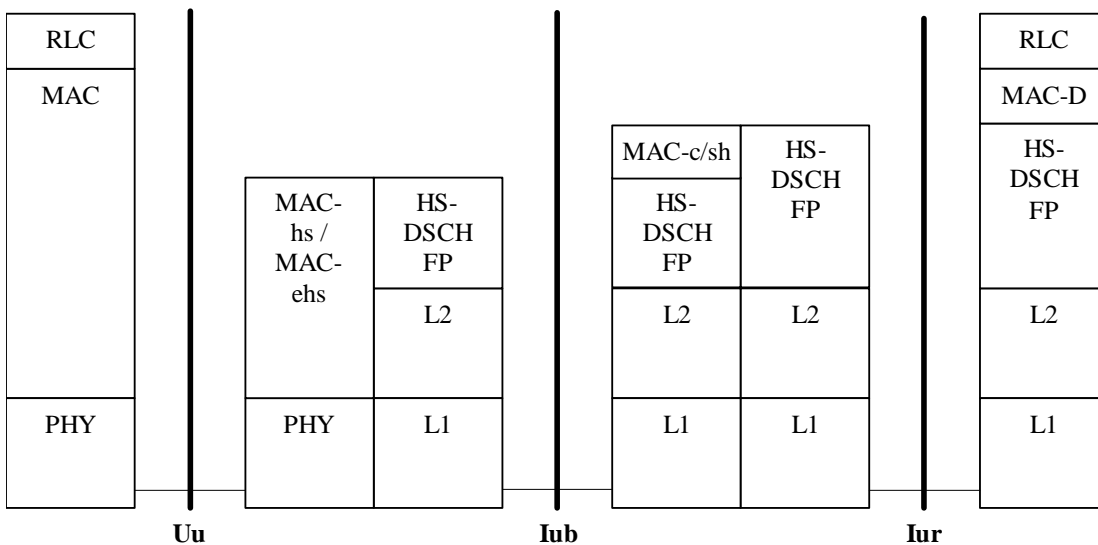 RLC
MAC
PHY
MAC-
hs /
MAC-
ehs
PHY
HS-
DSCH
FP
L2
L1
MAC-c/sh
HS-
DSCH
FP
L2
L1
HS-
DSCH
FP
L2
L1
RLC
MAC-D
HS-
DSCH
FP
L2
L1
Uu
Iub
Iur